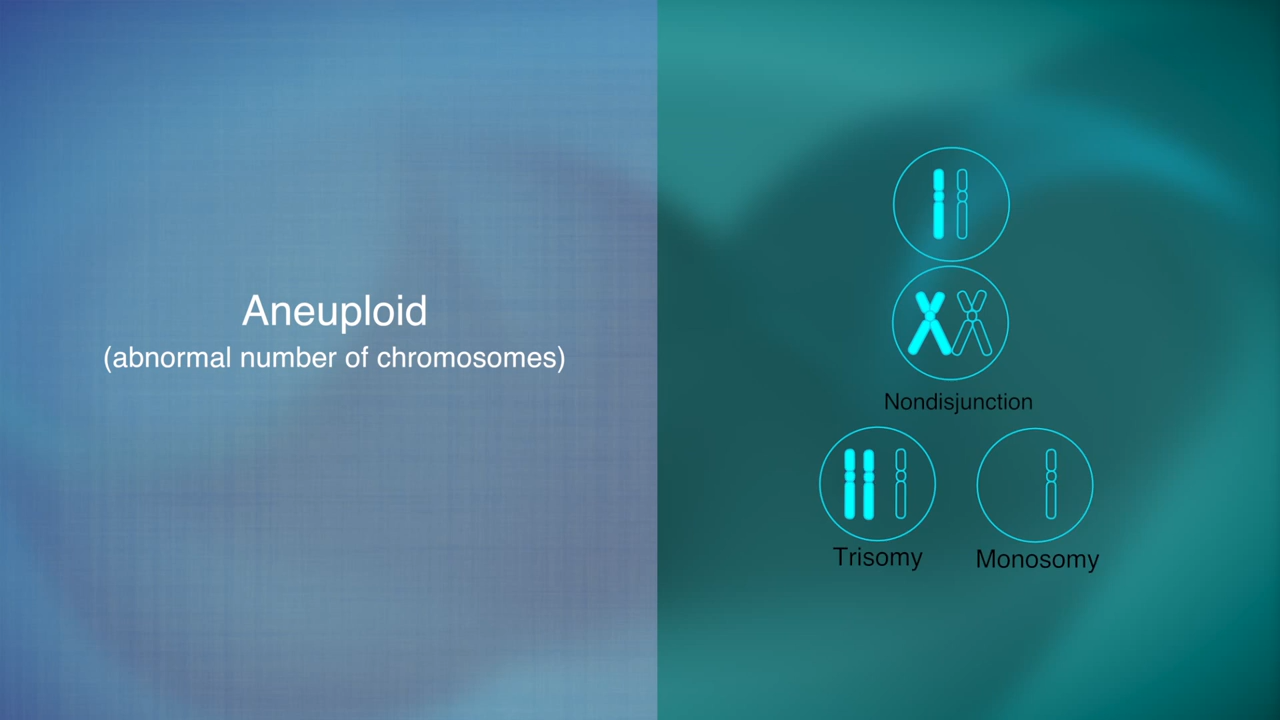 Aneuploid
(abnormal number of chromosomes)
Nondisjunction
Trisomy
Monosomy